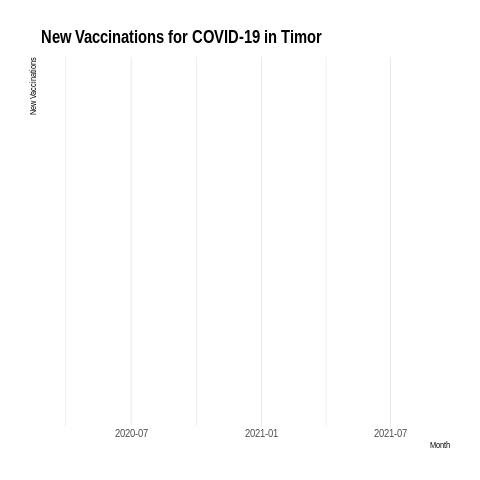 New Vaccinations for COVID-19 in Timor
New Vaccinations
2020-07
2021-01
2021-07
Month